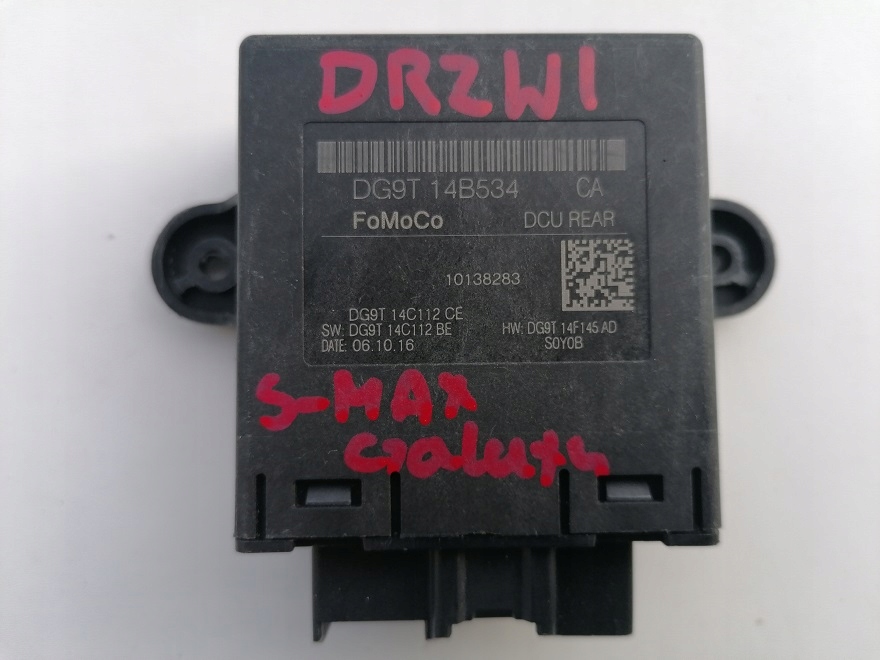 DRZWI
DG9T 14B534 CA
FoMoCo DCU REAR
10138283
DG9T 14C112 CE
SW: DG9T 14C112 BE HW: DG9T 14F145 AD
DATE: 06.10.16 S0Y0B
S-MAX